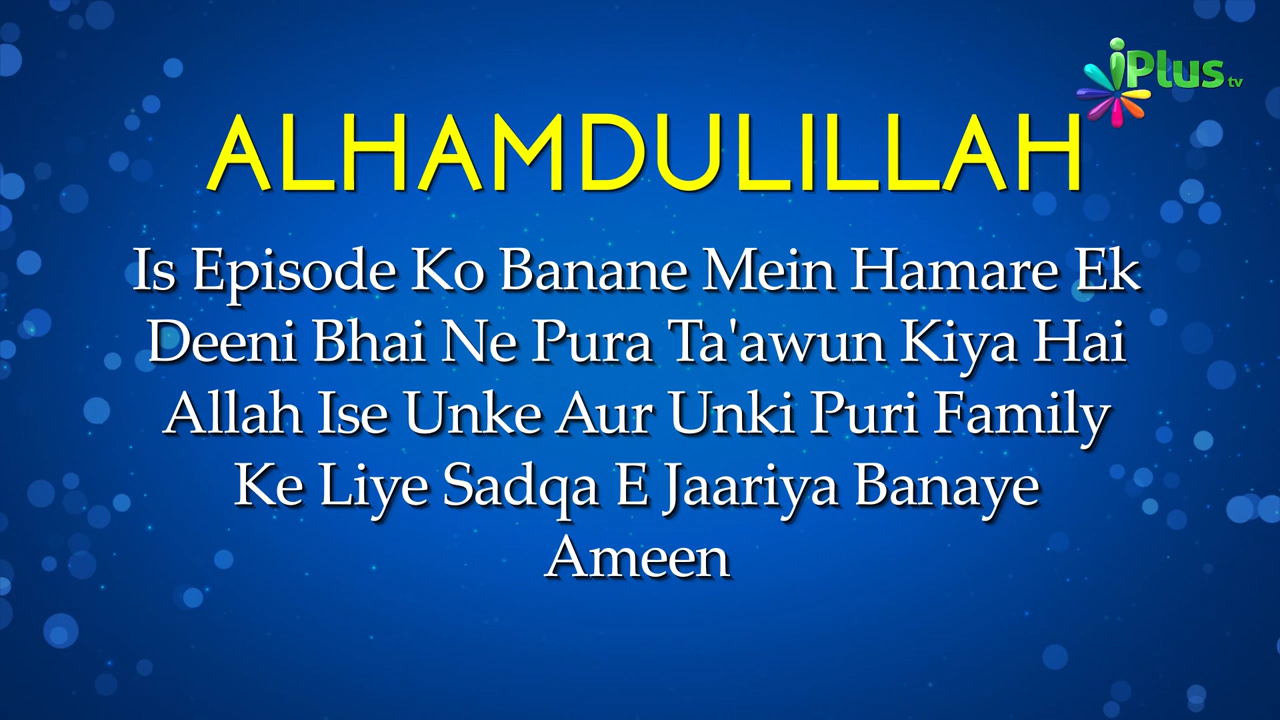 iPlus tv
ALHAMDULILLAH
Is Episode Ko Banane Mein Hamare Ek
Deeni Bhai Ne Pura Ta'awun Kiya Hai
Allah Ise Unke Aur Unki Puri Family
Ke Liye Sadqa E Jaariya Banaye
Ameen